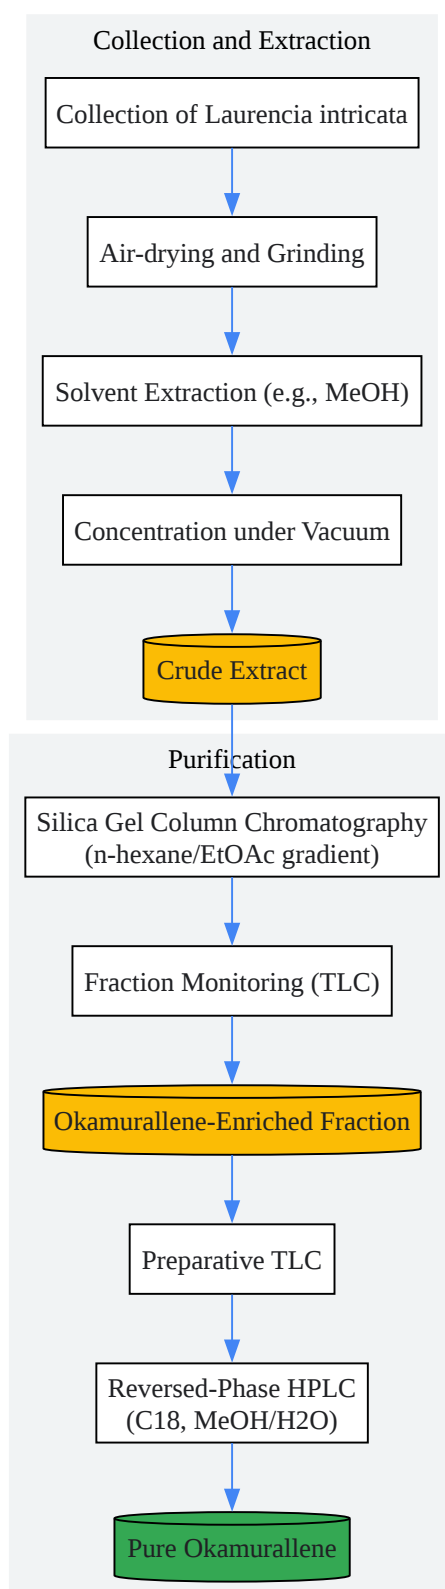 Collection and Extraction
Collection of Laurencia intricata
Air-drying and Grinding
Solvent Extraction (e.g., MeOH)
Concentration under Vacuum
Crude Extract
Purification
Silica Gel Column Chromatography
(n-hexane/EtOAc gradient)
Fraction Monitoring (TLC)
Okamurallene-Enriched Fraction
Preparative TLC
Reversed-Phase HPLC
(C18, MeOH/H2O)
Pure Okamurallene